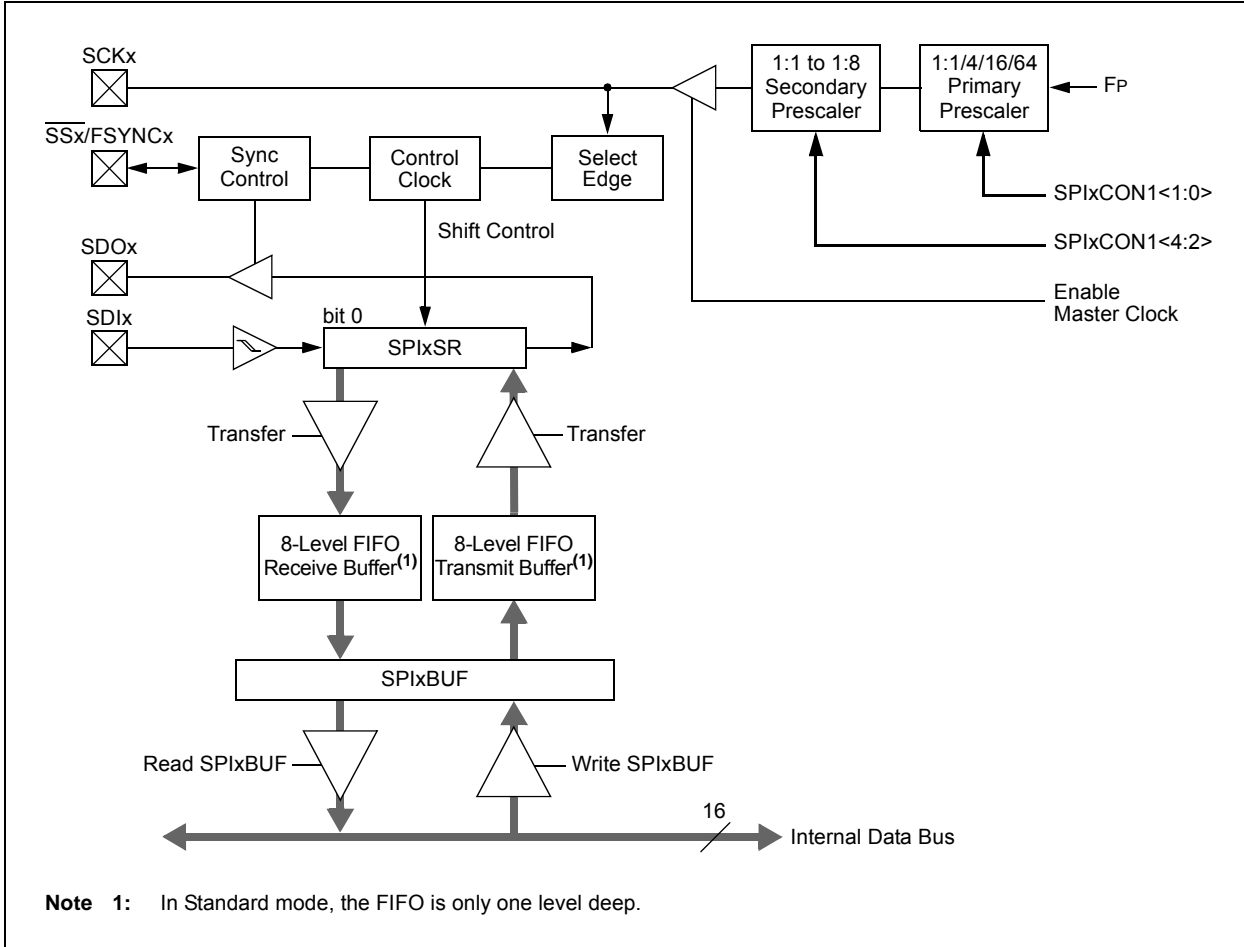 SCKx
1:1 to 1:8
Secondary
Prescaler
1:1/4/16/64
Primary
Prescaler
FP
SSx/FSYNCx
Sync
Control
Control
Clock
Select
Edge
SPIxCON1<1:0>
Shift Control
SPIxCON1<4:2>
SDOx
Enable
Master Clock
SDIx
bit 0
SPIxSR
Transfer
Transfer
8-Level FIFO
Receive Buffer(1)
8-Level FIFO
Transmit Buffer(1)
SPIxBUF
Read SPIxBUF
Write SPIxBUF
16
Internal Data Bus
Note 1: In Standard mode, the FIFO is only one level deep.